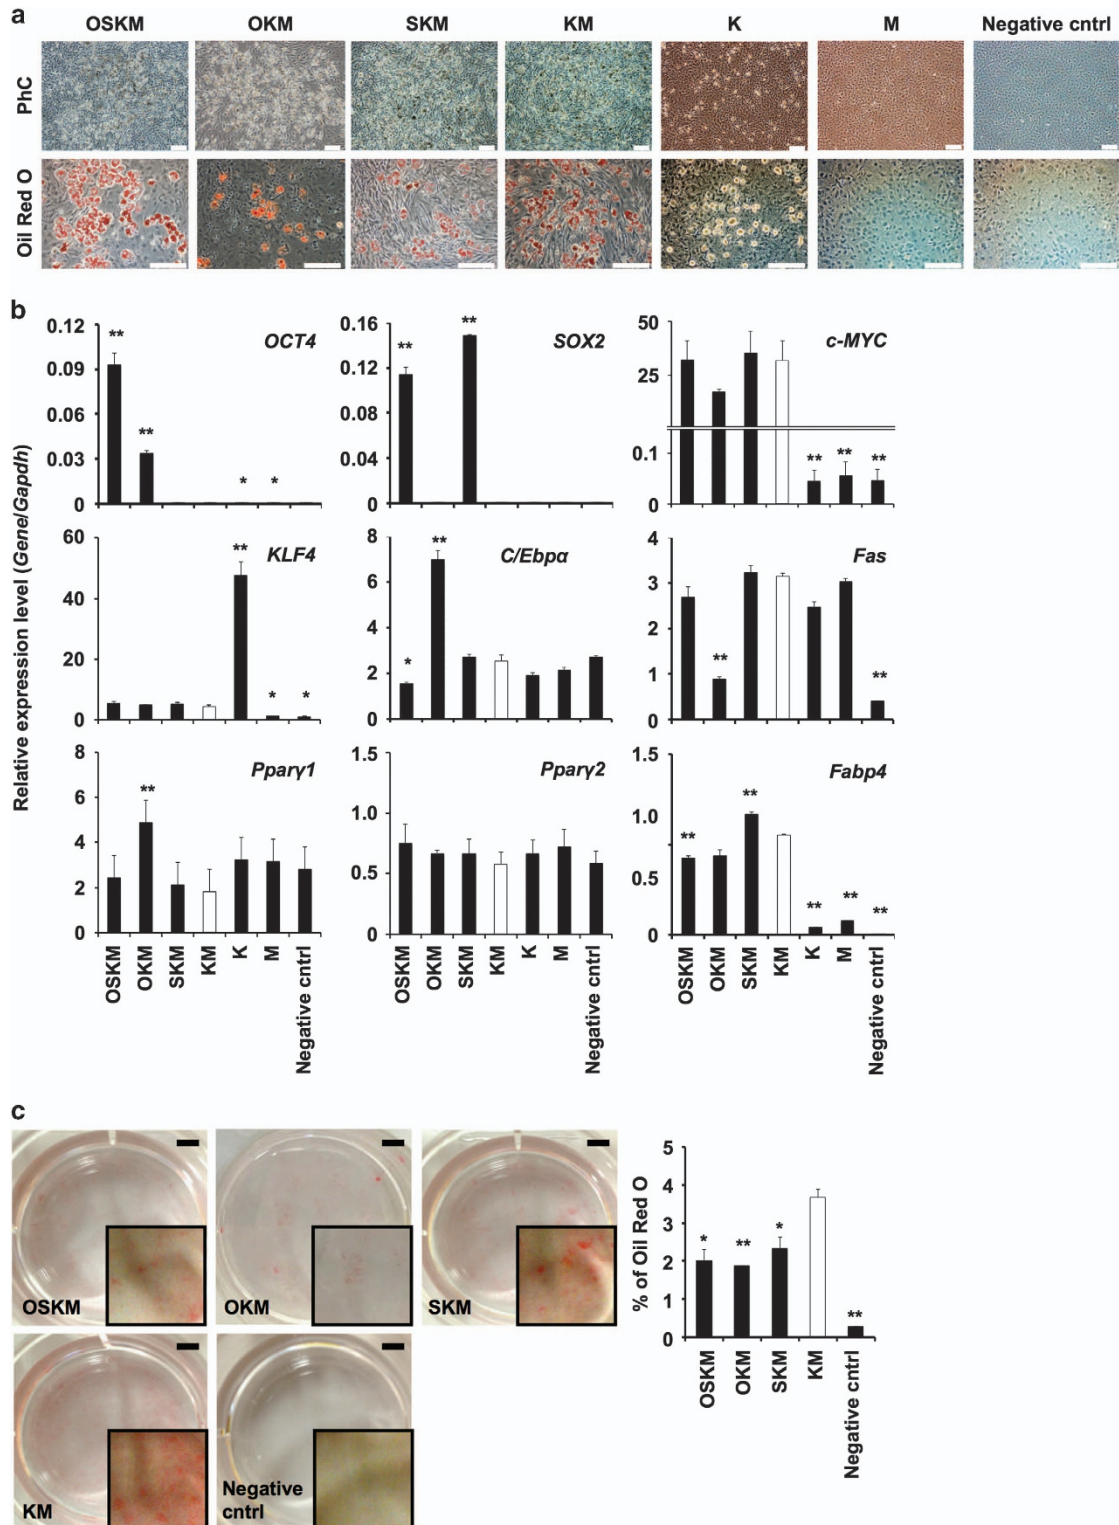 a
OSKM OKM SKM KM K M Negative cntrl
PhC
Oil Red O
b
Relative expression level (Gene/Gapdh)
0.12 ** OCT4
0.09
0.06 **
0.03 * *
0
0.16 ** SOX2
0.12 **
0.08
0.04
0
50 c-MYC
25
0.1 ** ** **
0
60 KLF4
40 **
20
0 * *
8 C/Ebpα
6 **
4
2 *
0
4 Fas
3
2
1 ** **
0
8 Pparγ1
6 **
4
2
0
1.5 Pparγ2
1.0
0.5
0
1.5 Fabp4
1.0 ** **
0.5 ** ** **
0
OSKM OKM SKM KM K M Negative cntrl
OSKM OKM SKM KM K M Negative cntrl
OSKM OKM SKM KM K M Negative cntrl
c
OSKM
OKM
SKM
KM
Negative
cntrl
% of Oil Red O
5
4
3
2 * ** *
1 **
0
OSKM OKM SKM KM Negative cntrl